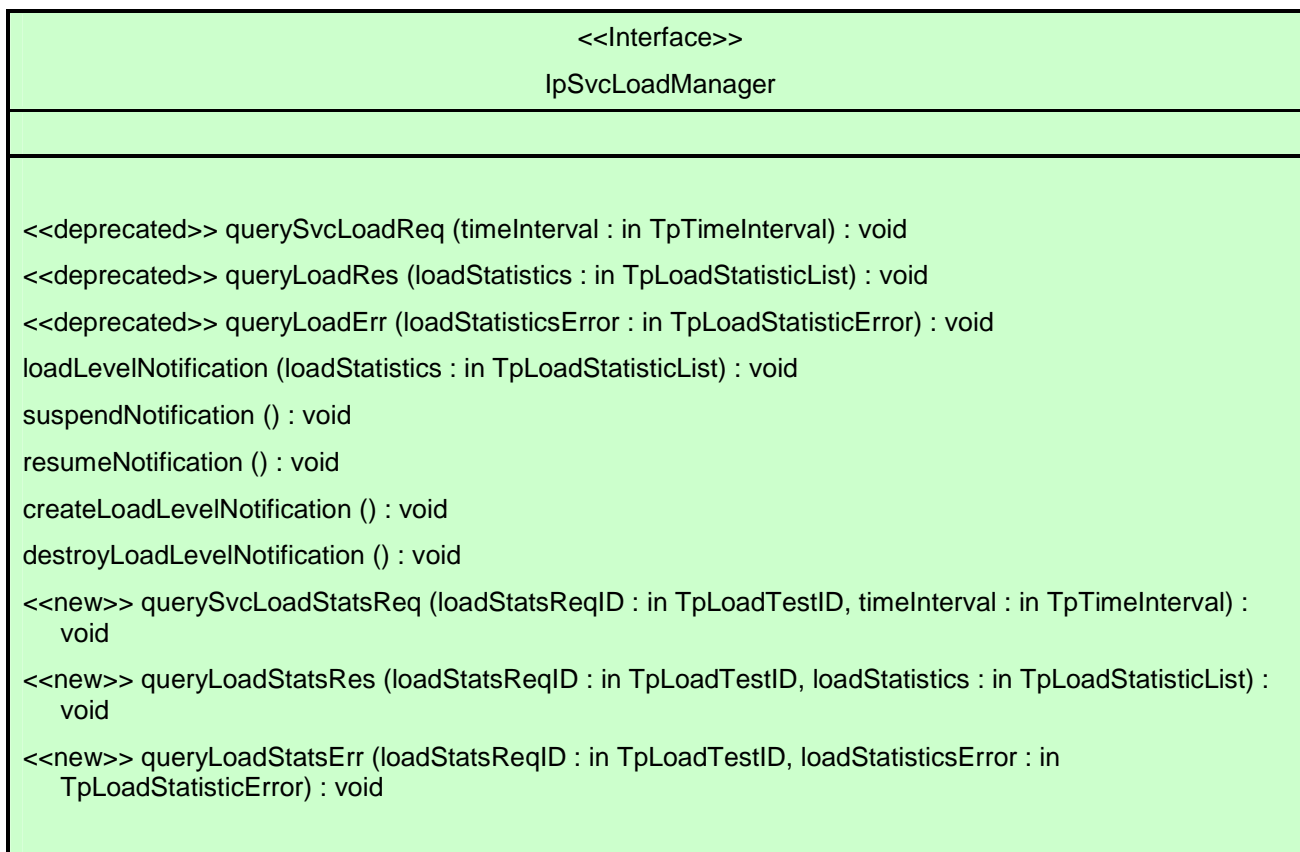 <<Interface>>
IpSvcLoadManager
<<deprecated>> querySvcLoadReq (timeInterval : in TpTimeInterval) : void
<<deprecated>> queryLoadRes (loadStatistics : in TpLoadStatisticList) : void
<<deprecated>> queryLoadErr (loadStatisticsError : in TpLoadStatisticError) : void
loadLevelNotification (loadStatistics : in TpLoadStatisticList) : void
suspendNotification () : void
resumeNotification () : void
createLoadLevelNotification () : void
destroyLoadLevelNotification () : void
<<new>> querySvcLoadStatsReq (loadStatsReqID : in TpLoadTestID, timeInterval : in TpTimeInterval) :
void
<<new>> queryLoadStatsRes (loadStatsReqID : in TpLoadTestID, loadStatistics : in TpLoadStatisticList) :
void
<<new>> queryLoadStatsErr (loadStatsReqID : in TpLoadTestID, loadStatisticsError : in
TpLoadStatisticError) : void